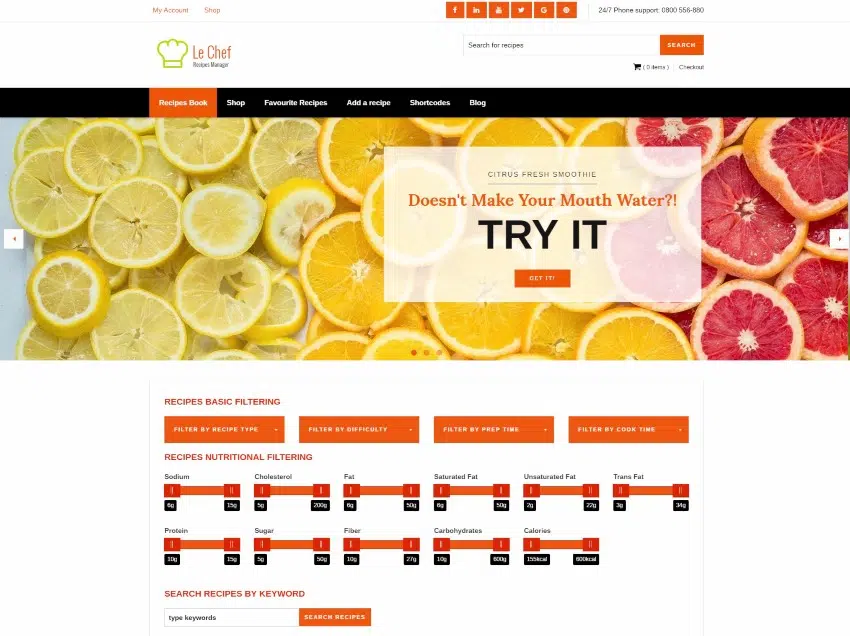 My Account Shop 24/7 Phone support: 0800 556-880
Le Chef
Recipes Manager
Search for recipes SEARCH
( 0 items ) Checkout
Recipes Book Shop Favourite Recipes Add a recipe Shortcodes Blog
CITRUS FRESH SMOOTHIE
Doesn't Make Your Mouth Water?!
TRY IT
GET IT!
RECIPES BASIC FILTERING
FILTER BY RECIPE TYPE FILTER BY DIFFICULTY FILTER BY PREP TIME FILTER BY COOK TIME
RECIPES NUTRITIONAL FILTERING
Sodium Cholesterol Fat Saturated Fat Unsaturated Fat Trans Fat
6g 15g 5g 200g 6g 50g 6g 50g 2g 22g 3g 34g
Protein Sugar Fiber Carbohydrates Calories
10g 15g 5g 50g 10g 27g 10g 600g 155kcal 600kcal
SEARCH RECIPES BY KEYWORD
type keywords SEARCH RECIPES